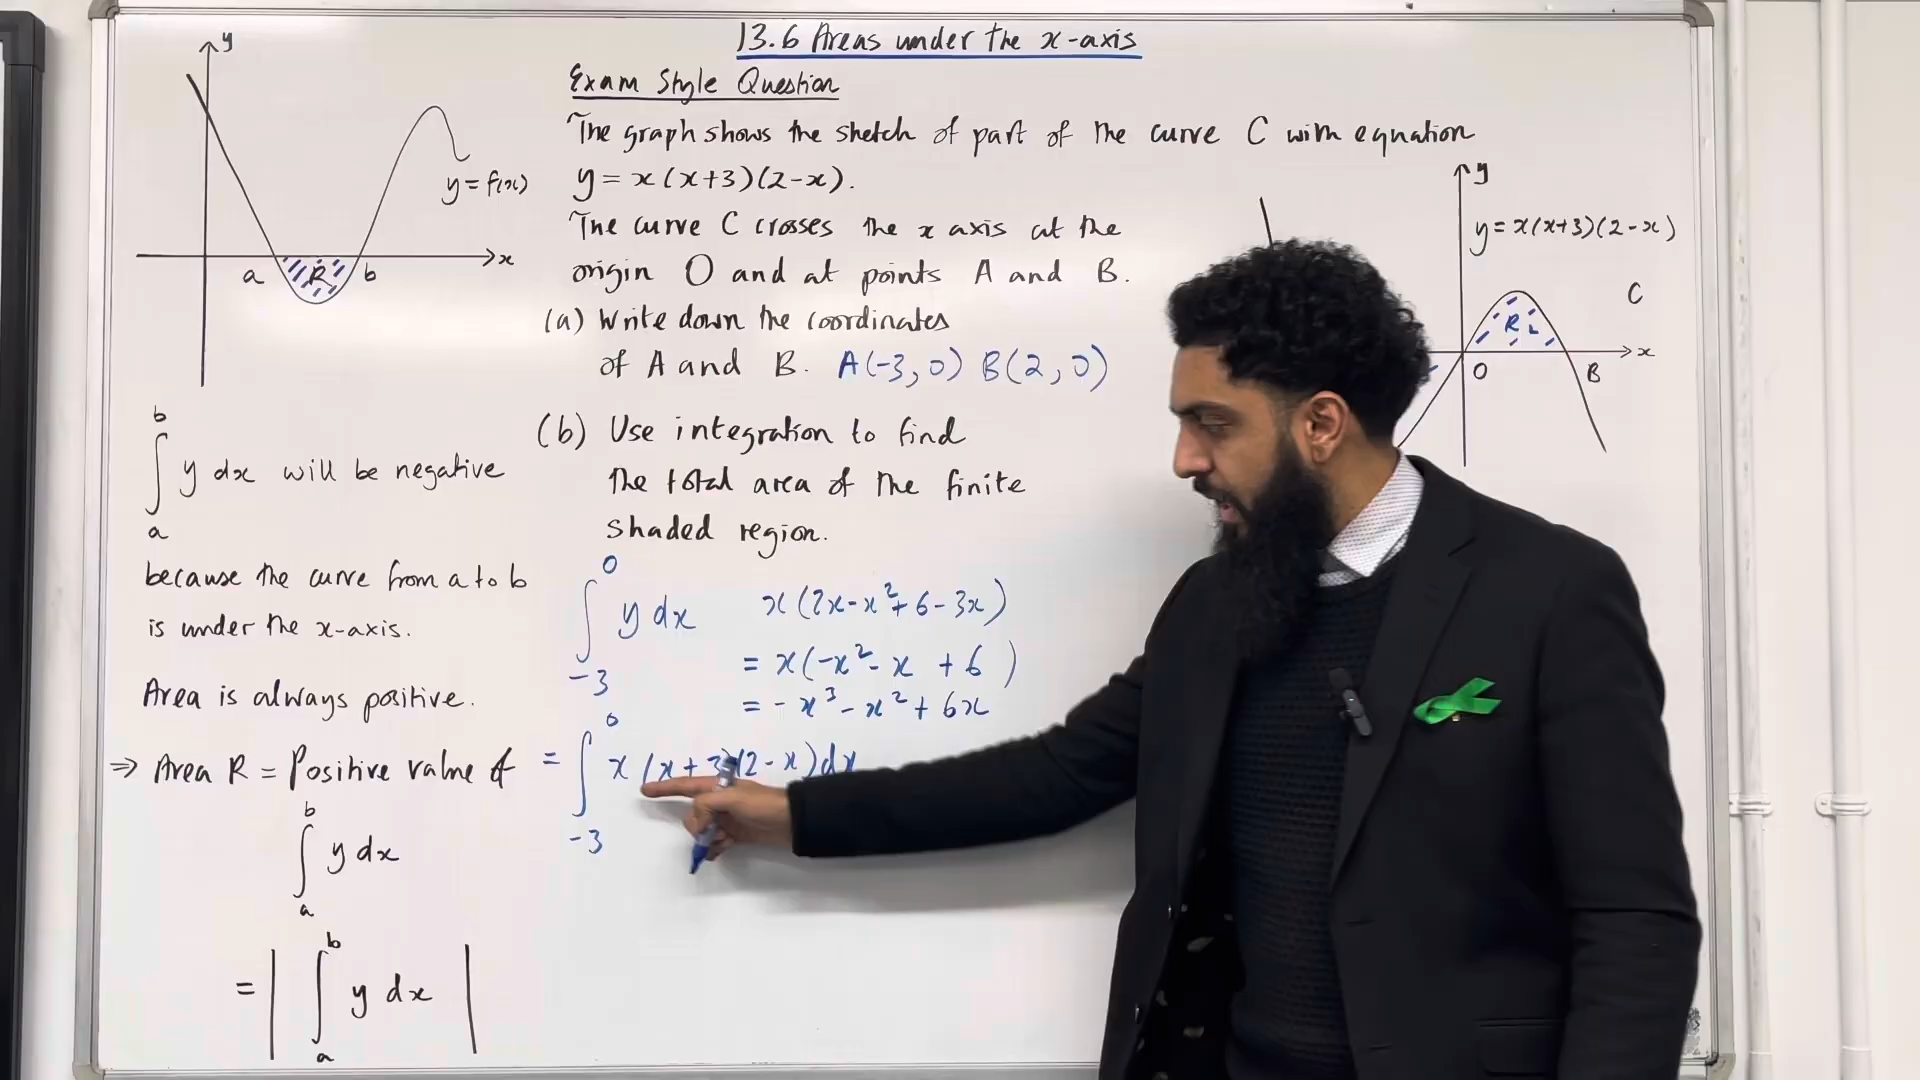 13.6 Areas under the x-axis
Exam Style Question
The graph shows the sketch of part of the curve C with equation
y = x(x+3)(2-x).
The curve C crosses the x axis at the
origin O and at points A and B.
(a) Write down the coordinates
of A and B. A(-3, 0) B(2, 0)
(b) Use integration to find
the total area of the finite
shaded region.
∫₋₃⁰ y dx
x(2x-x²+6-3x)
= x(-x²-x+6)
= -x³-x²+6x
= ∫₋₃⁰ x(x+3)(2-x)dx
y
y = f(x)
x
a
R
b
∫ₐᵇ y dx will be negative
because the curve from a to b
is under the x-axis.
Area is always positive.
⇒ Area R = Positive value of
∫ₐᵇ y dx
= | ∫ₐᵇ y dx |
y
y = x(x+3)(2-x)
C
x
O
B